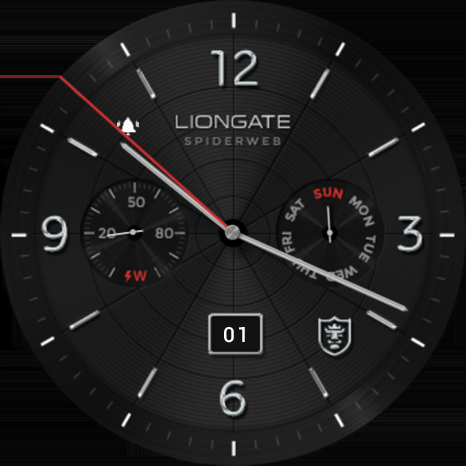 12
LIONGATE
SPIDERWEB
50
20
80
W
SUN
MON
TUE
WED
THU
FRI
SAT
9
3
01
6